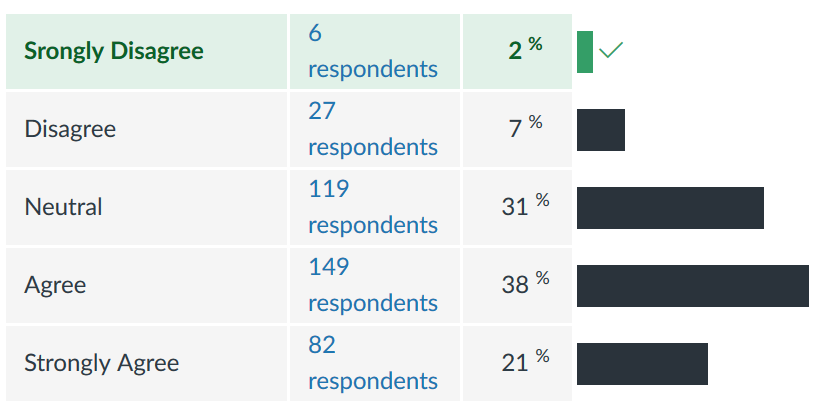 Srongly Disagree
6
respondents
2 %
Disagree
27
respondents
7 %
Neutral
119
respondents
31 %
Agree
149
respondents
38 %
Strongly Agree
82
respondents
21 %